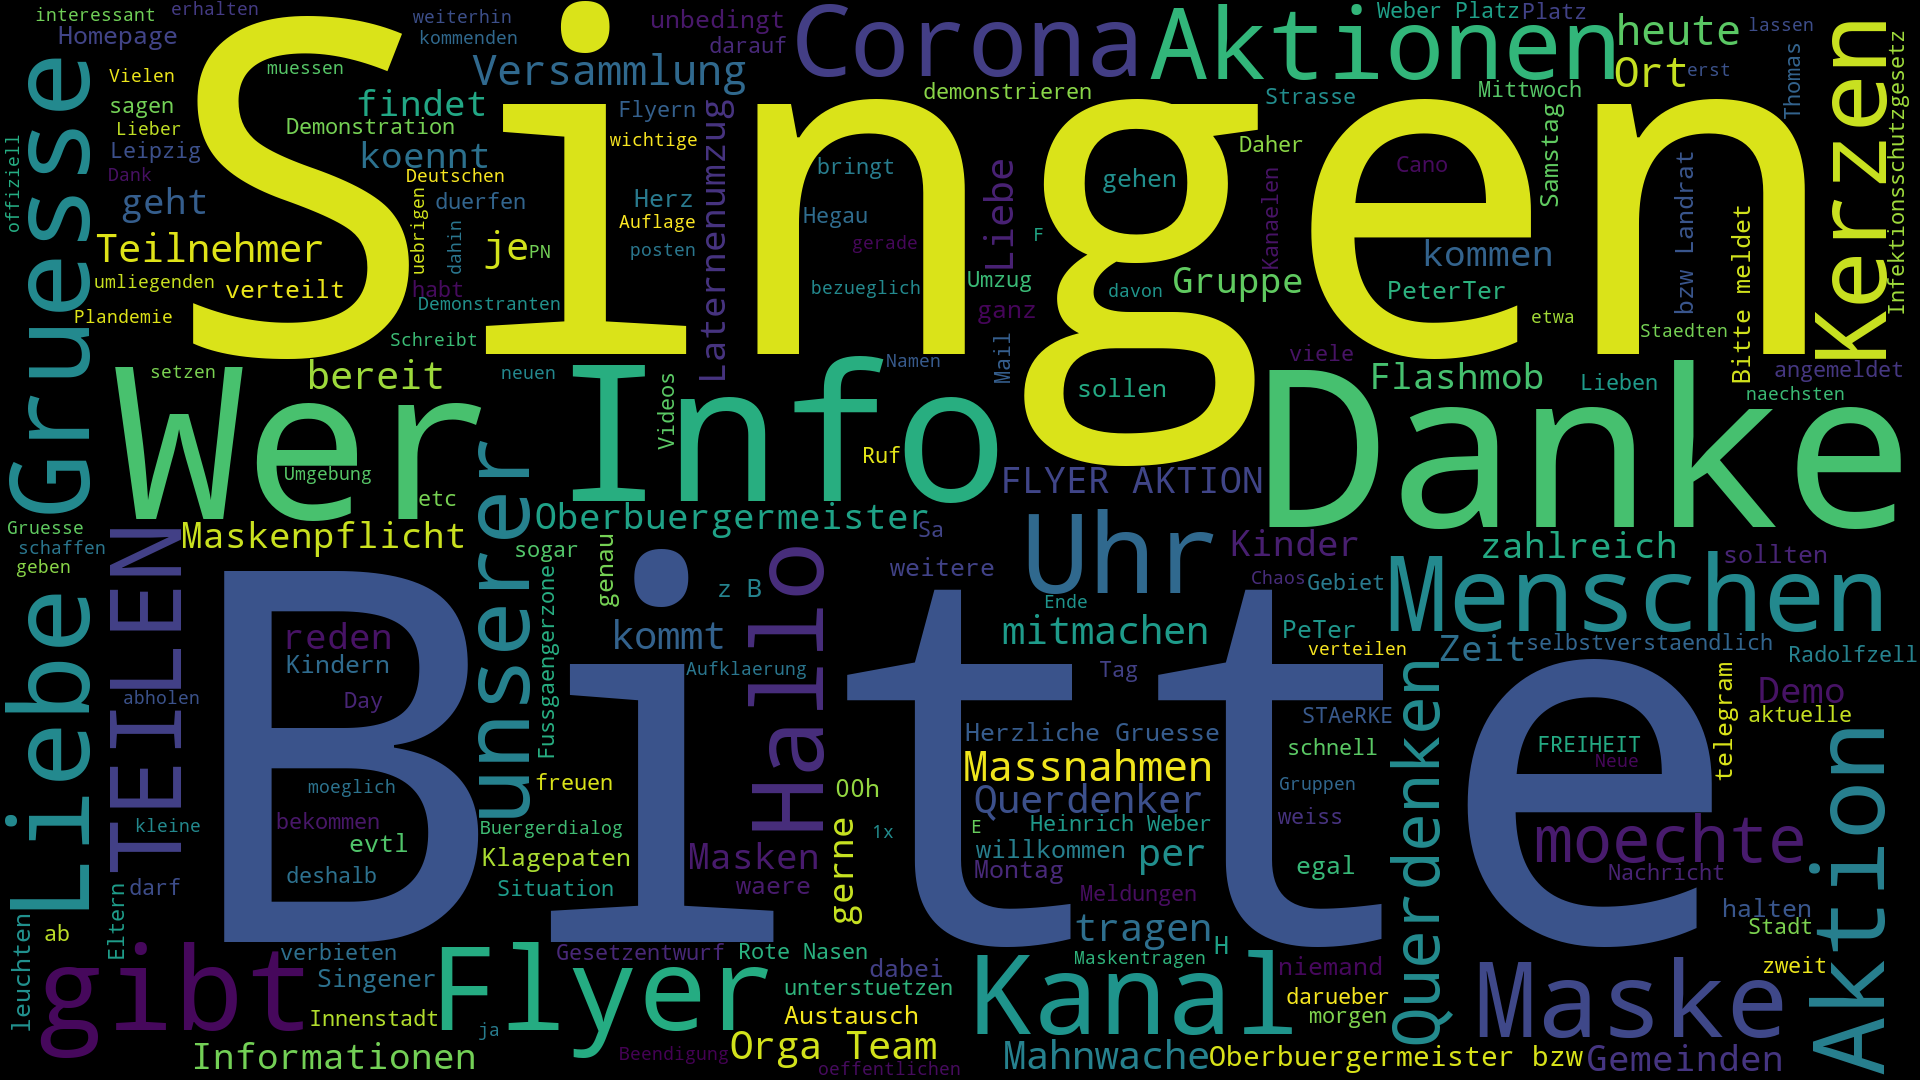 interessant
erhalten
weiterhin
unbedingt
Corona
Aktionen
Weber Platz
Platz
heute
lassen
Homepage
kommenden
darauf
Singen
Versammlung
Ort
erst
Thomas
Kerzen
Vielen
muessen
sagen
findet
Flyern
demonstrieren
Strasse
Mittwoch
Infektionsschutzgesetz
Gruesse
offiziell
Lieber
Demonstration
wichtige
Laternenumzug
Daher
Samstag
Leipzig
koennt
bringt
Liebe
gehen
Cano
bzw Landrat
Dank
Deutschen
geht
uebrigen
duerfen
dahin
Herz
Auflage
Hegau
Kanaelen
Bitte meldet
Teilnehmer
je
PN
posten
gerade
F
kommen
umliegenden
verteilt
habt
Demonstranten
bezueglich
Umzug
davon
Gruppe
PeterTer
Plandemie
Schreibt
ganz
etwa
Staedten
setzen
bereit
neuen
Namen
Mail
viele
Flashmob
Lieben
angemeldet
naechsten
Wer
Info
Videos
sollen
Danke
Umgebung
Ruf
etc
unserer
FLYER AKTION
Gruesse
schaffen
geben
TEILEN
Maskenpflicht
Oberbuergermeister
Sa
Uhr
Kinder
zahlreich
sollten
sogar
genau
Fussgaengerzone
Hallo
weitere
Chaos
Gebiet
Menschen
Liebe
Bitte
z B
Ende
reden
kommt
mitmachen
PeTer
verteilen
Zeit
selbstverstaendlich
Radolfzell
Kindern
Aufklaerung
Tag
Querdenken
telegram
Demo
abholen
Day
STAeRKE
aktuelle
Herzliche Gruesse
schnell
FREIHEIT
Neue
Aktion
moeglich
freuen
00h
Massnahmen
Gruppen
Querdenker
kleine
bekommen
Buergerdialog
gerne
1x
E
Heinrich Weber
weiss
moechte
evtl
Klagepaten
Masken
willkommen
per
egal
Nachricht
darf
deshalb
Situation
waere
Montag
Meldungen
Eltern
leuchten
ab
tragen
halten
Stadt
gibt
verbieten
Flyer
Gesetzentwurf
Rote Nasen
Kanal
Maskentragen
H
Singener
dabei
niemand
Maske
zweit
unterstuetzen
darueber
Innenstadt
ja
Austausch
morgen
Informationen
Beendigung
Orga Team
oeffentlichen
Mahnwache
Oberbuergermeister bzw
Gemeinden